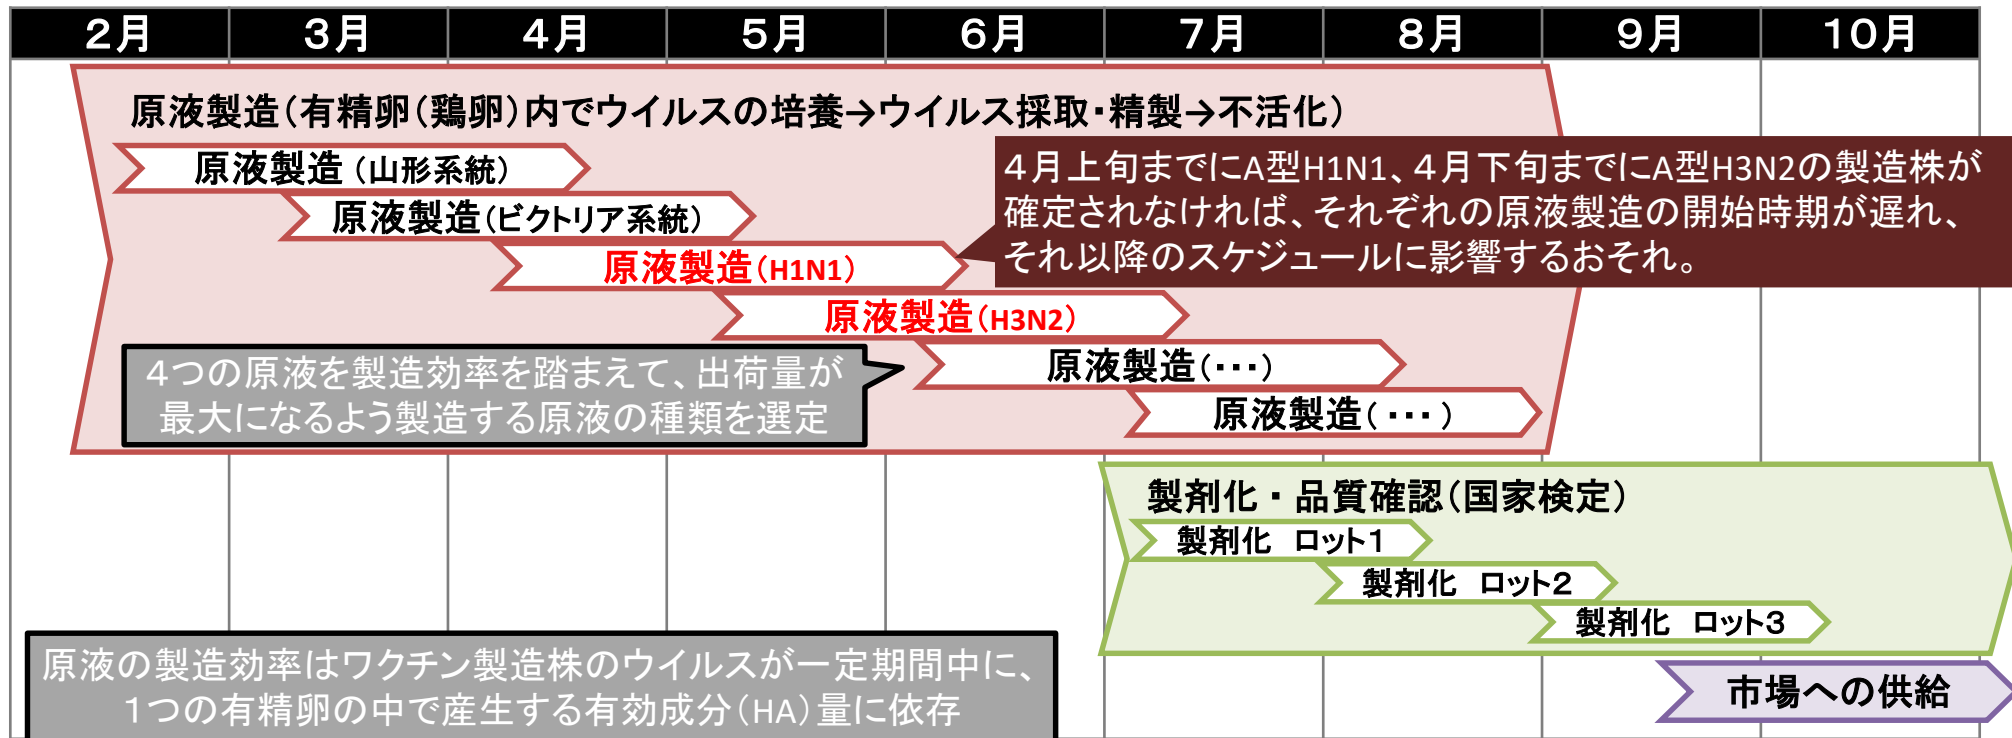 2月 3月 4月 5月 6月 7月 8月 9月 10月
原液製造(有精卵(鶏卵)内でウイルスの培養→ウイルス採取・精製→不活化)
原液製造(山形系統)
原液製造(ビクトリア系統)
原液製造(H1N1)
原液製造(H3N2)
原液製造(・・・)
原液製造( ・・・ )
4月上旬までにA型H1N1、4月下旬までにA型H3N2の製造株が
確定されなければ、それぞれの原液製造の開始時期が遅れ、
それ以降のスケジュールに影響するおそれ。
4つの原液を製造効率を踏まえて、出荷量が
最大になるよう製造する原液の種類を選定
製剤化・品質確認(国家検定)
製剤化 ロット1
製剤化 ロット2
製剤化 ロット3
市場への供給
原液の製造効率はワクチン製造株のウイルスが一定期間中に、
1つの有精卵の中で産生する有効成分(HA)量に依存